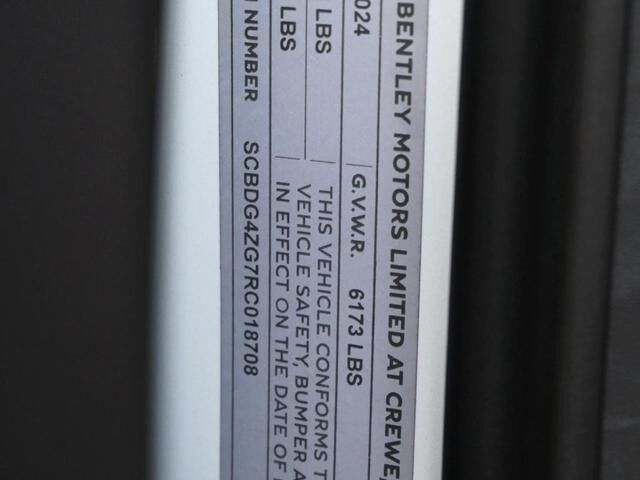 BENTLEY MOTORS LIMITED AT CREWE
024
G.V.W.R. 6173 LBS
LBS
THIS VEHICLE CONFORMS T
VEHICLE SAFETY, BUMPER A
LBS
IN EFFECT ON THE DATE OF
NUMBER SCBDG4ZG7RC018708